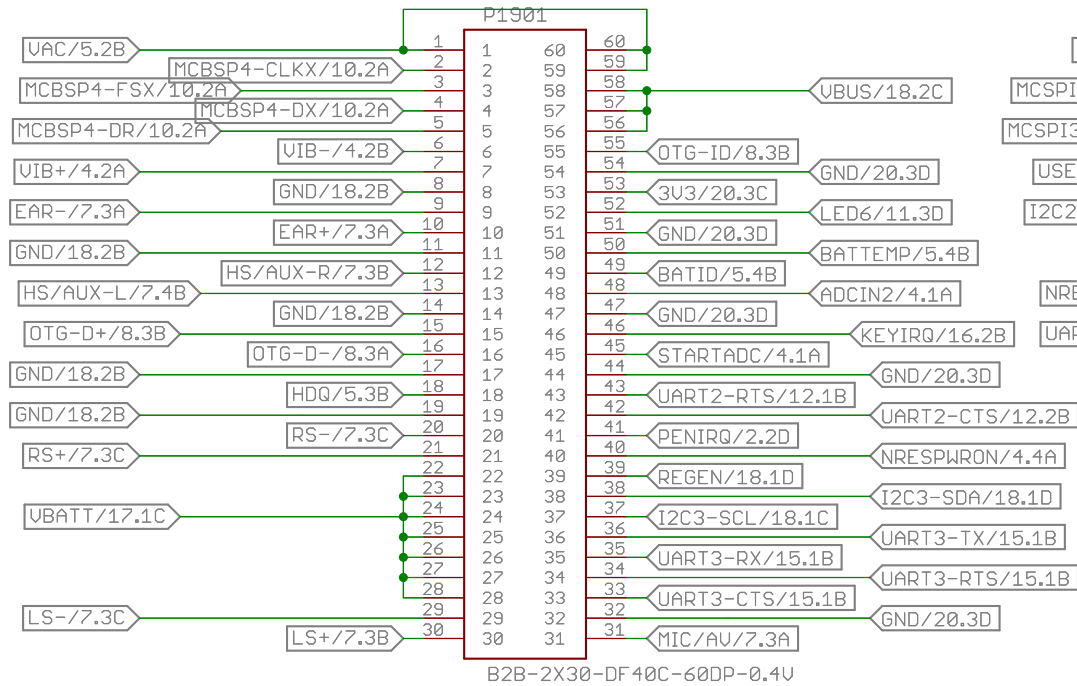 P1901
VAC/5.2B 1 1 60 60
MCBSP4-CLKX/10.2A 2 2 59 59
MCBSP4-FSX/10.2A 3 3 58 58 VBUS/18.2C
MCBSP4-DX/10.2A 4 4 57 57
MCBSP4-DR/10.2A 5 5 56 56
VIB-/4.2B 6 6 55 55 OTG-ID/8.3B
VIB+/4.2A 7 7 54 54 GND/20.3D
GND/18.2B 8 8 53 53 3V3/20.3C
EAR-/7.3A 9 9 52 52 LED6/11.3D
EAR+/7.3A 10 10 51 51 GND/20.3D
GND/18.2B 11 11 50 50 BATTEMP/5.4B
HS/AUX-R/7.3B 12 12 49 49 BATID/5.4B
HS/AUX-L/7.4B 13 13 48 48 ADCIN2/4.1A
GND/18.2B 14 14 47 47 GND/20.3D
OTG-D+/8.3B 15 15 46 46 KEYIRQ/16.2B
OTG-D-/8.3A 16 16 45 45 STARTADC/4.1A
GND/18.2B 17 17 44 44 GND/20.3D
HDQ/5.3B 18 18 43 43 UART2-RTS/12.1B
GND/18.2B 19 19 42 42 UART2-CTS/12.2B
RS-/7.3C 20 20 41 41 PENIRQ/2.2D
RS+/7.3C 21 21 40 40 NRESPWRON/4.4A
22 22 39 39 REGEN/18.1D
23 23 38 38 I2C3-SDA/18.1D
VBATT/17.1C 24 24 37 37 I2C3-SCL/18.1C
25 25 36 36 UART3-TX/15.1B
26 26 35 35 UART3-RX/15.1B
27 27 34 34 UART3-RTS/15.1B
28 28 33 33 UART3-CTS/15.1B
LS-/7.3C 29 29 32 32 GND/20.3D
LS+/7.3B 30 30 31 31 MIC/AV/7.3A
B2B-2X30-DF40C-60DP-0.4V
MCSPI
MCSPI3
USE
I2C2
NRE
UAR